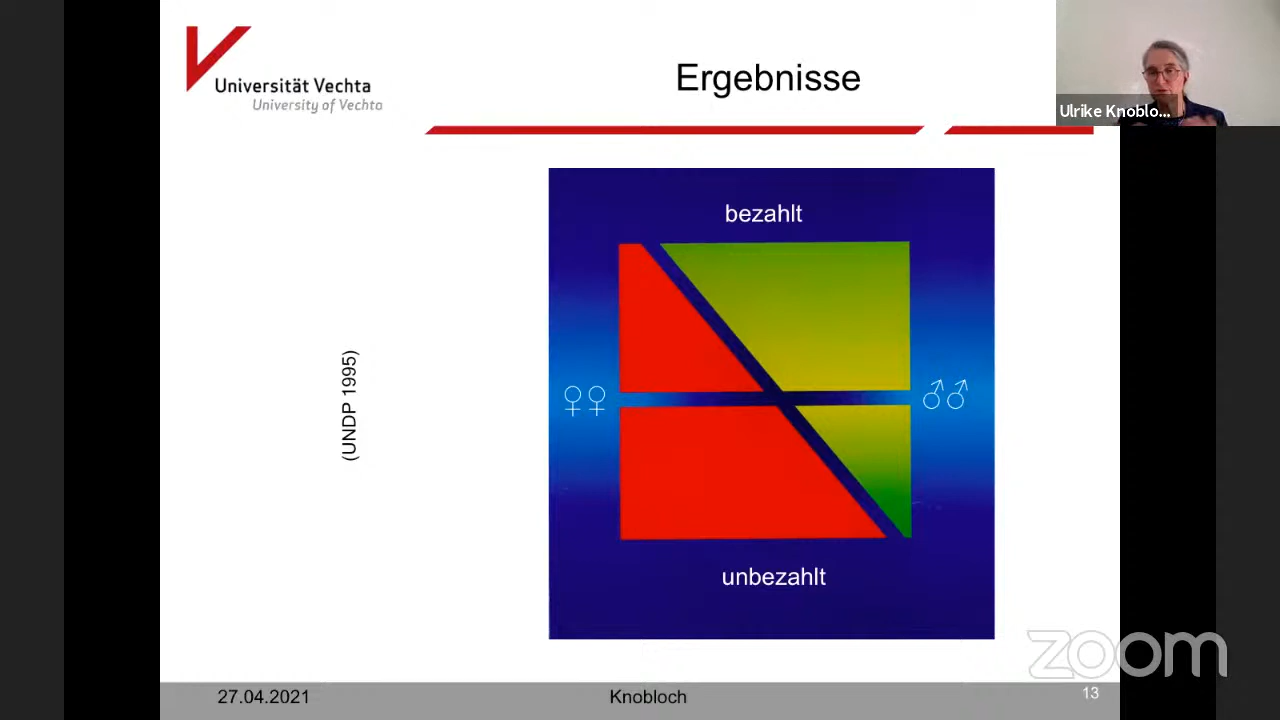 Universität Vechta
University of Vechta
Ergebnisse
Ulrike Knoblo...
bezahlt
♀♀
♂♂
(UNDP 1995)
unbezahlt
zoom
27.04.2021
Knobloch
13